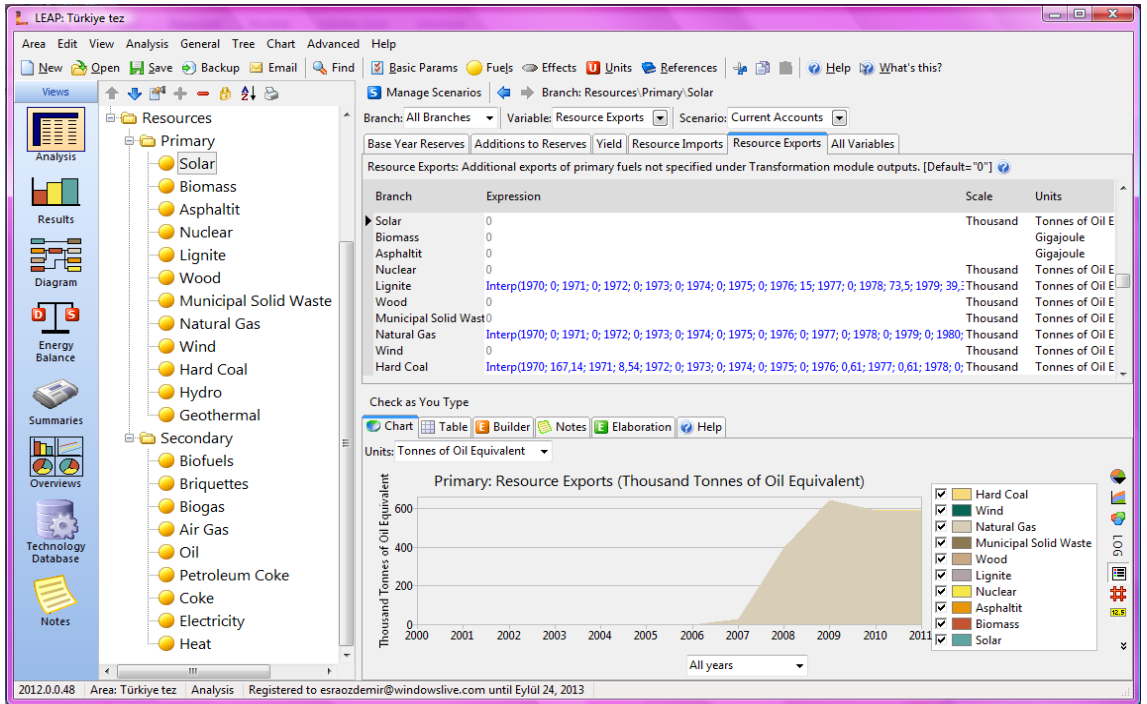 LEAP: Türkiye tez
Area Edit View Analysis General Tree Chart Advanced Help
New Open Save Backup Email Find Basic Params Fuels Effects Units References Help What's this?
Views
Analysis
Results
Diagram
Energy
Balance
Summaries
Overviews
Technology
Database
Notes
Resources
Primary
Solar
Biomass
Asphaltit
Nuclear
Lignite
Wood
Municipal Solid Waste
Natural Gas
Wind
Hard Coal
Hydro
Geothermal
Secondary
Biofuels
Briquettes
Biogas
Air Gas
Oil
Petroleum Coke
Coke
Electricity
Heat
S Manage Scenarios Branch: Resources\Primary\Solar
Branch: All Branches Variable: Resource Exports Scenario: Current Accounts
Base Year Reserves Additions to Reserves Yield Resource Imports Resource Exports All Variables
Resource Exports: Additional exports of primary fuels not specified under Transformation module outputs. [Default="0"]
Branch Expression Scale Units
Solar 0 Thousand Tonnes of Oil E
Biomass 0 Gigajoule
Asphaltit 0 Gigajoule
Nuclear 0 Thousand Tonnes of Oil E
Lignite Interp(1970; 0; 1971; 0; 1972; 0; 1973; 0; 1974; 0; 1975; 0; 1976; 15; 1977; 0; 1978; 73,5; 1979; 39,: Thousand Tonnes of Oil E
Wood 0 Thousand Tonnes of Oil E
Municipal Solid Wast 0 Thousand Tonnes of Oil E
Natural Gas Interp(1970; 0; 1971; 0; 1972; 0; 1973; 0; 1974; 0; 1975; 0; 1976; 0; 1977; 0; 1978; 0; 1979; 0; 1980; Thousand Tonnes of Oil E
Wind 0 Thousand Tonnes of Oil E
Hard Coal Interp(1970; 167,14; 1971; 8,54; 1972; 0; 1973; 0; 1974; 0; 1975; 0; 1976; 0,61; 1977; 0,61; 1978; 0; Thousand Tonnes of Oil E
Check as You Type
Chart Table Builder Notes Elaboration Help
Units: Tonnes of Oil Equivalent
Primary: Resource Exports (Thousand Tonnes of Oil Equivalent)
Thousand Tonnes of Oil Equivalent
600
400
200
0
2000 2001 2002 2003 2004 2005 2006 2007 2008 2009 2010 2011
Hard Coal
Wind
Natural Gas
Municipal Solid Waste
Wood
Lignite
Nuclear
Asphaltit
Biomass
Solar
LOG
12.5
All years
2012.0.0.48 Area: Türkiye tez Analysis Registered to esraozdemir@windowslive.com until Eylül 24, 2013